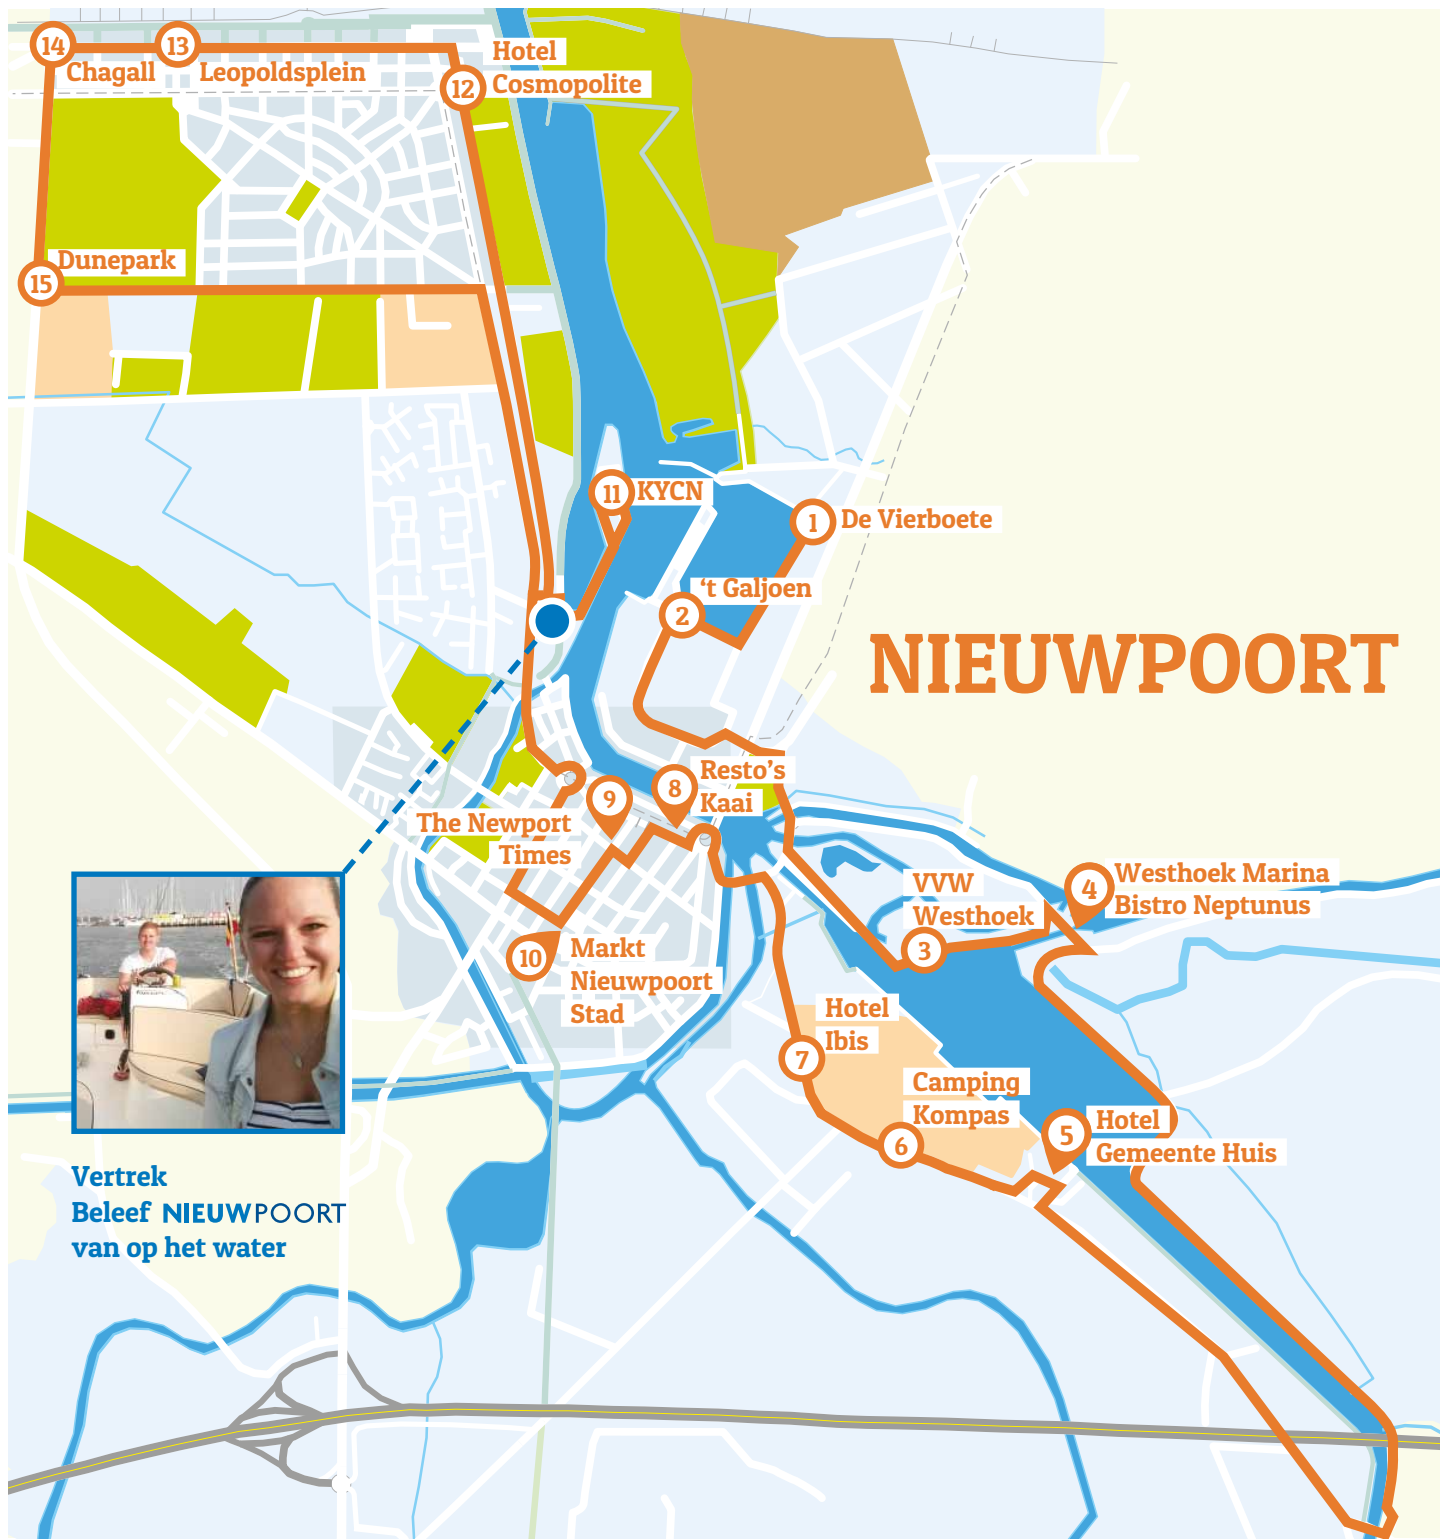 14
13
Chagall
Leopoldsplein
Hotel
12
Cosmopolite
Dunepark
15
11
KYCN
1
De Vierboete
't Galjoen
2
NIEUWPOORT
Resto's
8
Kaai
9
The Newport
Times
10
Markt
Nieuwpoort
Stad
VVW
Westhoek
3
4
Westhoek Marina
Bistro Neptunus
Hotel
Ibis
7
Camping
Kompas
6
5
Hotel
Gemeente Huis
Vertrek
Beleef NIEUWPOORT
van op het water